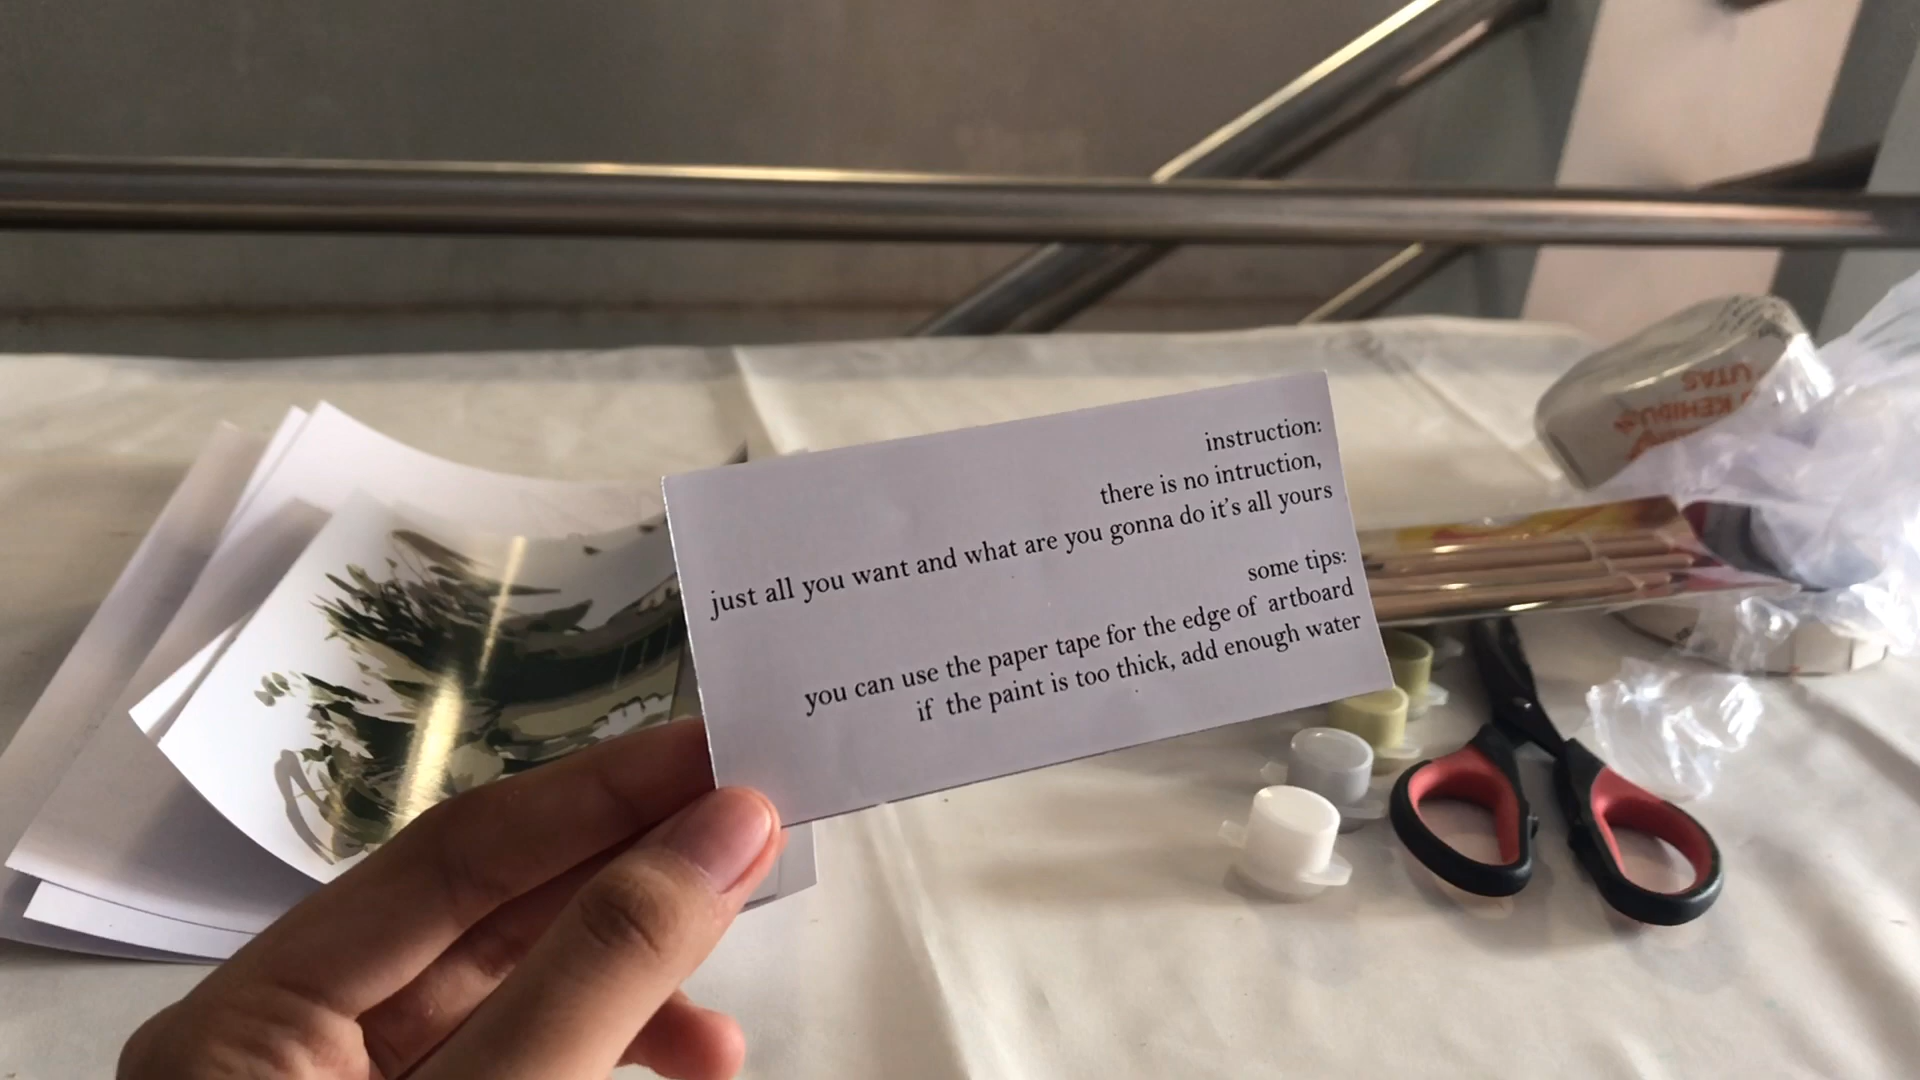 instruction:
there is no intruction,
just all you want and what are you gonna do it's all yours
some tips:
you can use the paper tape for the edge of artboard
if the paint is too thick, add enough water
UTAS
KEHIDU